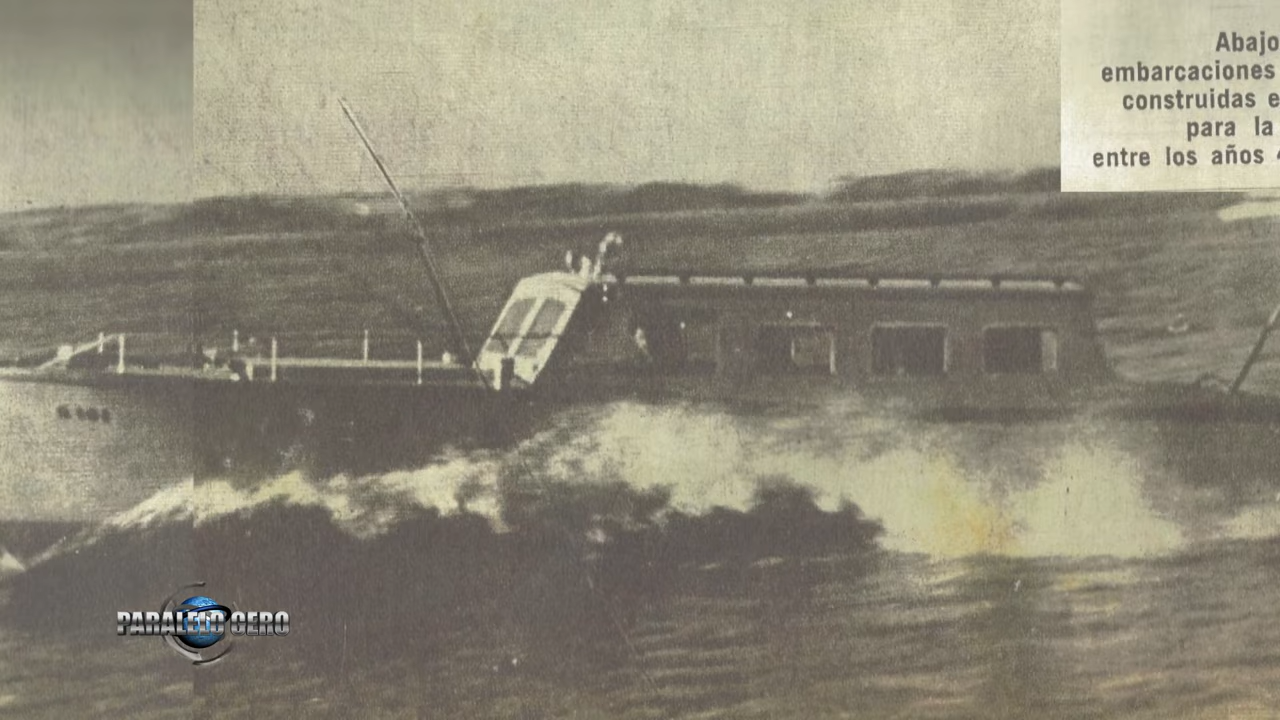 Abajo
embarcaciones
construidas e
para la
entre los años
PARALELO CERO